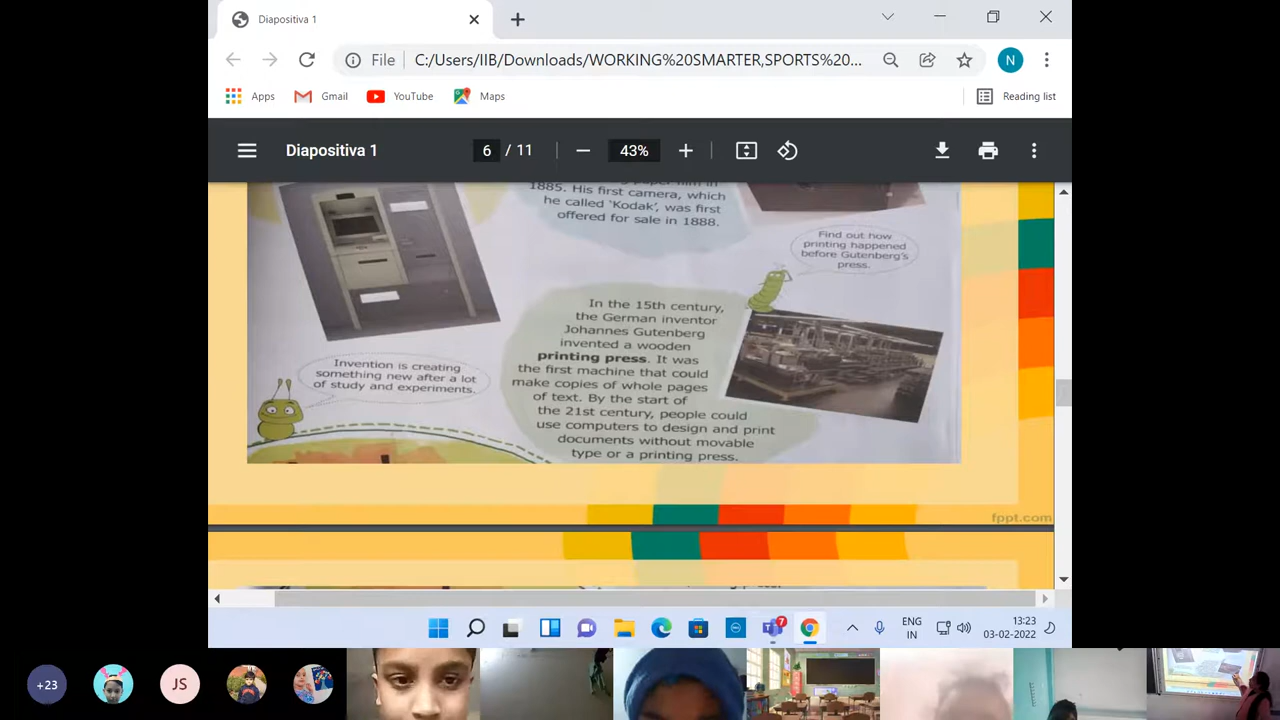 Diapositiva 1
File
C:/Users/IIB/Downloads/WORKING%20SMARTER,SPORTS%20...
N
Apps
Gmail
YouTube
Maps
Reading list
Diapositiva 1
6 / 11
43%
1885. His first camera, which
he called 'Kodak', was first
offered for sale in 1888.
Find out how
printing happened
before Gutenberg's
press.
In the 15th century,
the German inventor
Johannes Gutenberg
invented a wooden
printing press. It was
the first machine that could
make copies of whole pages
of text. By the start of
the 21st century, people could
use computers to design and print
documents without movable
type or a printing press.
Invention is creating
something new after a lot
of study and experiments.
fppt.com
7
ENG
IN
13:23
03-02-2022
+23
JS